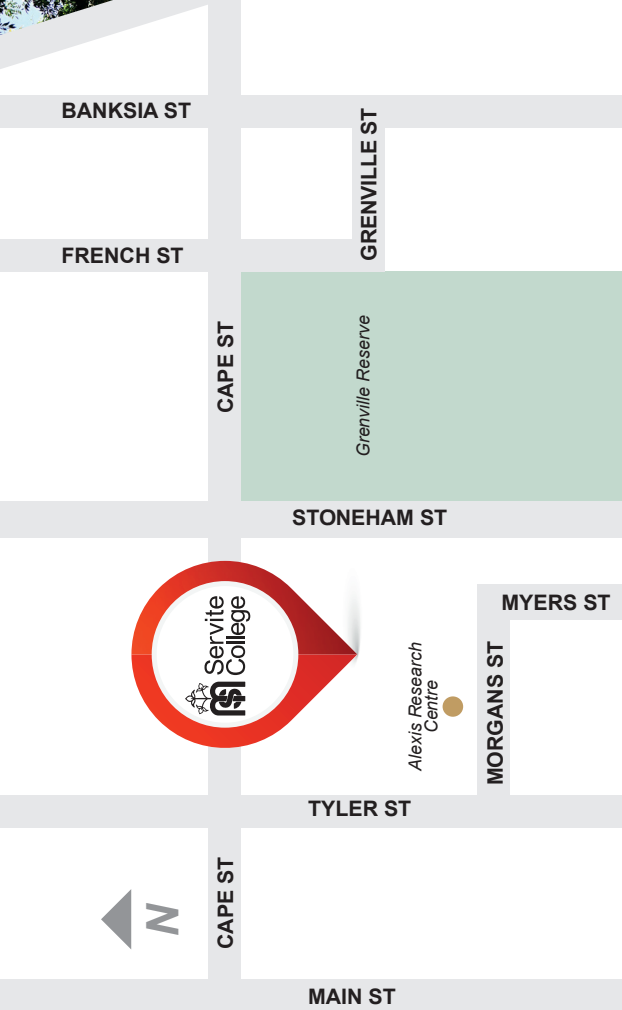 BANKSIA ST
GRENVILLE ST
FRENCH ST
CAPE ST
Grenville Reserve
STONEHAM ST
Servite
College
MYERS ST
Alexis Research
Centre
MORGANS ST
TYLER ST
CAPE ST
N
MAIN ST